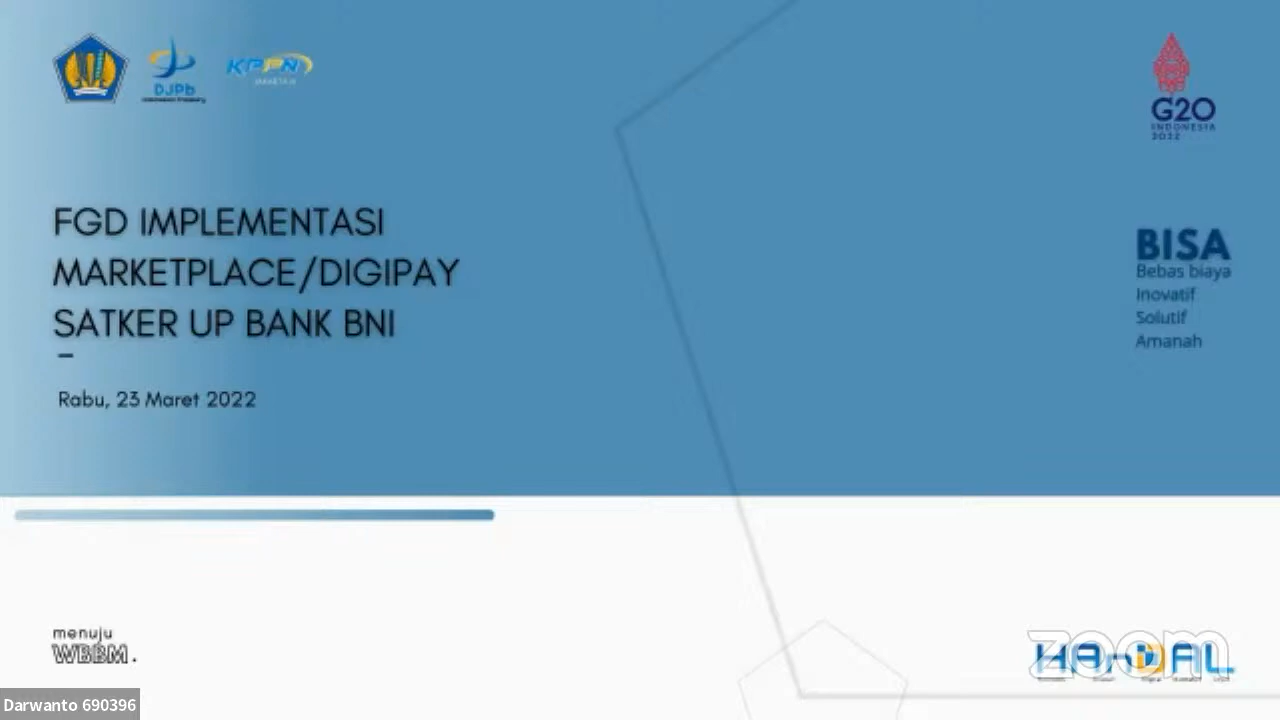 DJPb
KPPN
G20
INDONESIA
2022
FGD IMPLEMENTASI
MARKETPLACE/DIGIPAY
SATKER UP BANK BNI
Rabu, 23 Maret 2022
BISA
Bebas biaya
Inovatif
Solutif
Amanah
menuju
WBBM.
zoom
HAnDAL
Darwanto 690396